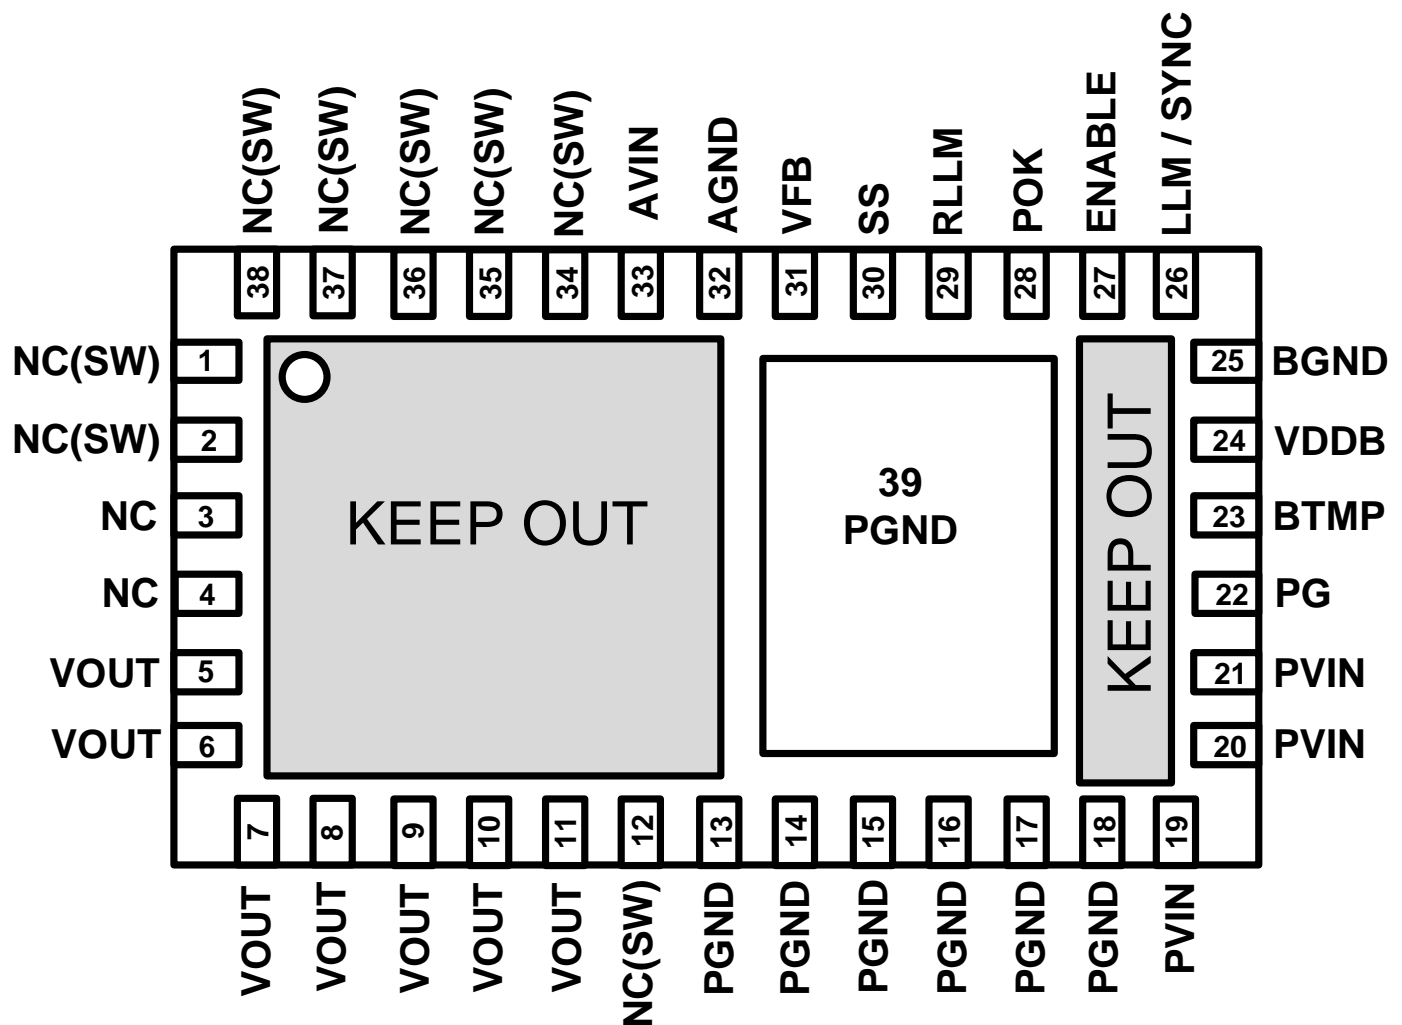 NC(SW)
NC(SW)
NC(SW)
NC(SW)
NC(SW)
AVIN
AGND
VFB
SS
RLLM
POK
ENABLE
LLM / SYNC
38
37
36
35
34
33
32
31
30
29
28
27
26
NC(SW) 1
NC(SW) 2
NC 3
NC 4
VOUT 5
VOUT 6
KEEP OUT
39
PGND
KEEP OUT
25 BGND
24 VDDB
23 BTMP
22 PG
21 PVIN
20 PVIN
7
8
9
10
11
12
13
14
15
16
17
18
19
VOUT
VOUT
VOUT
VOUT
VOUT
NC(SW)
PGND
PGND
PGND
PGND
PGND
PGND
PVIN